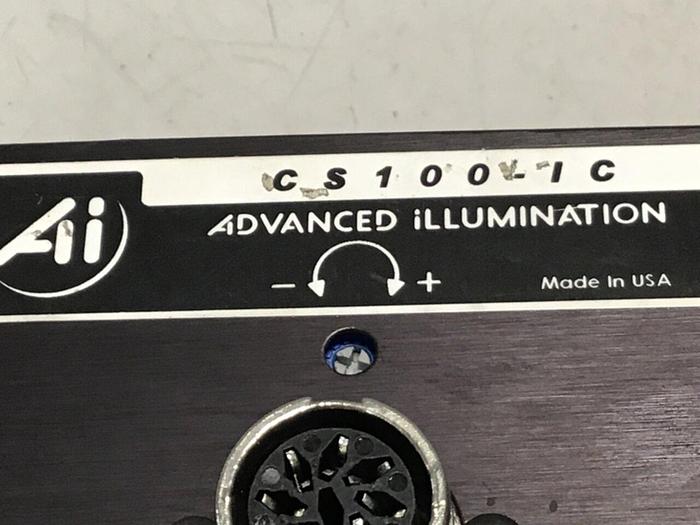 CS100-IC
Ai
ADVANCED iLLUMINATION
- +
Made In USA